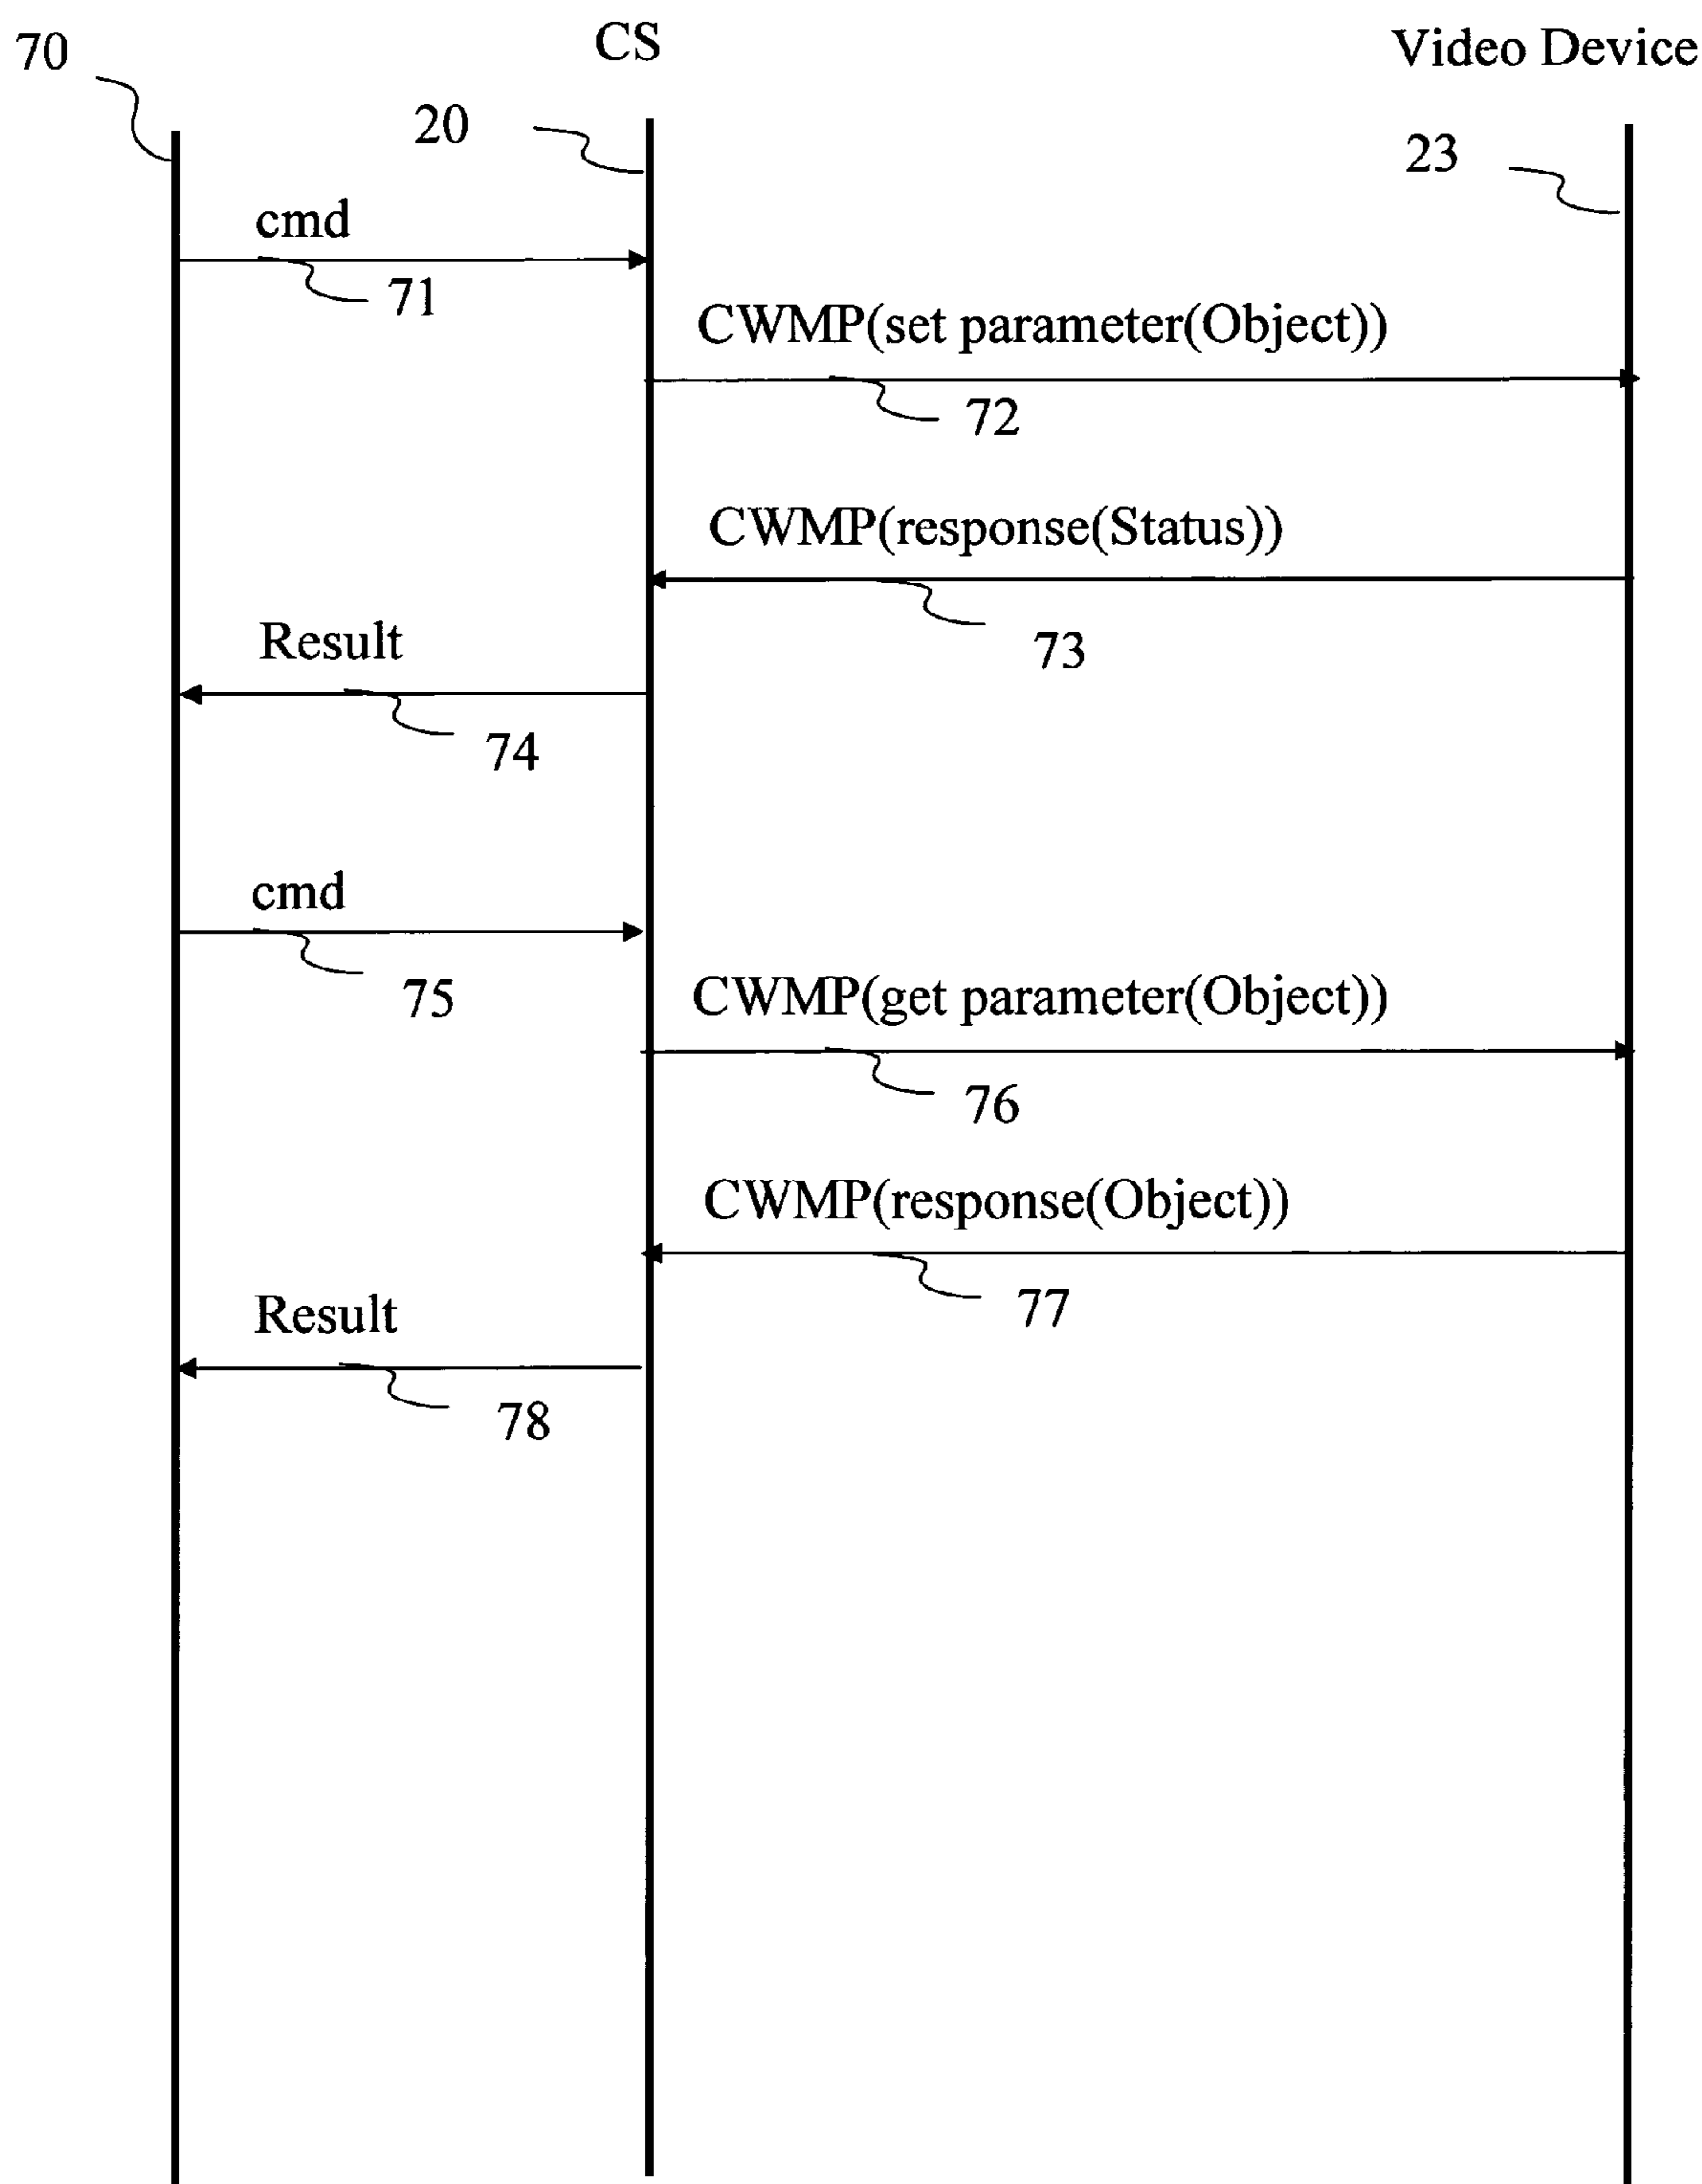 70
CS
Video Device
20
23
cmd
71
CWMP(set parameter(Object))
72
CWMP(response(Status))
73
Result
74
cmd
75
CWMP(get parameter(Object))
76
CWMP(response(Object))
77
Result
78